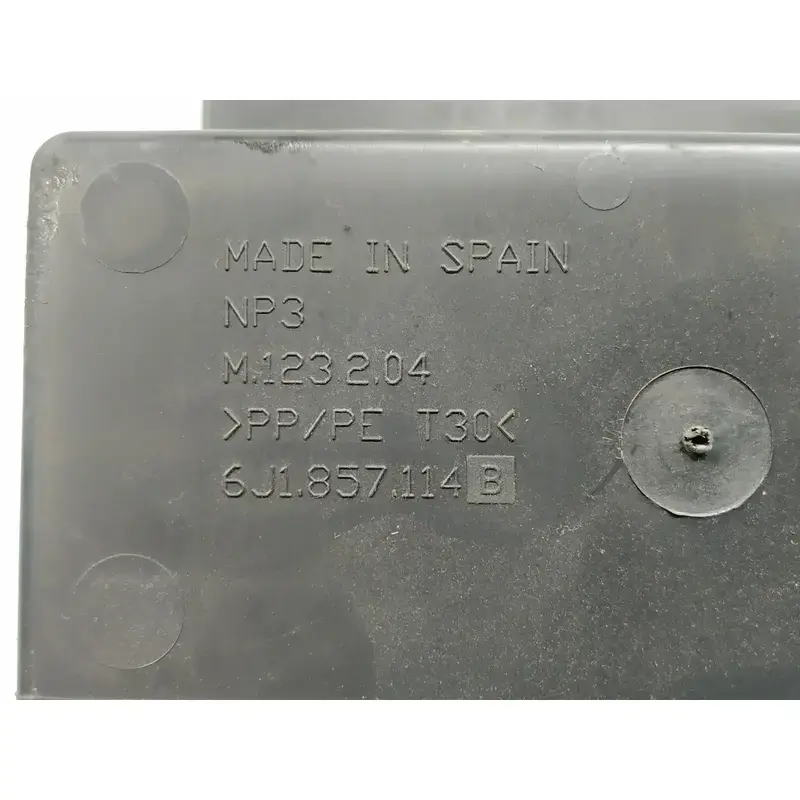 MADE IN SPAIN
NP3
M.123 2.04
>PP/PE T30<
6J1.857.114 B